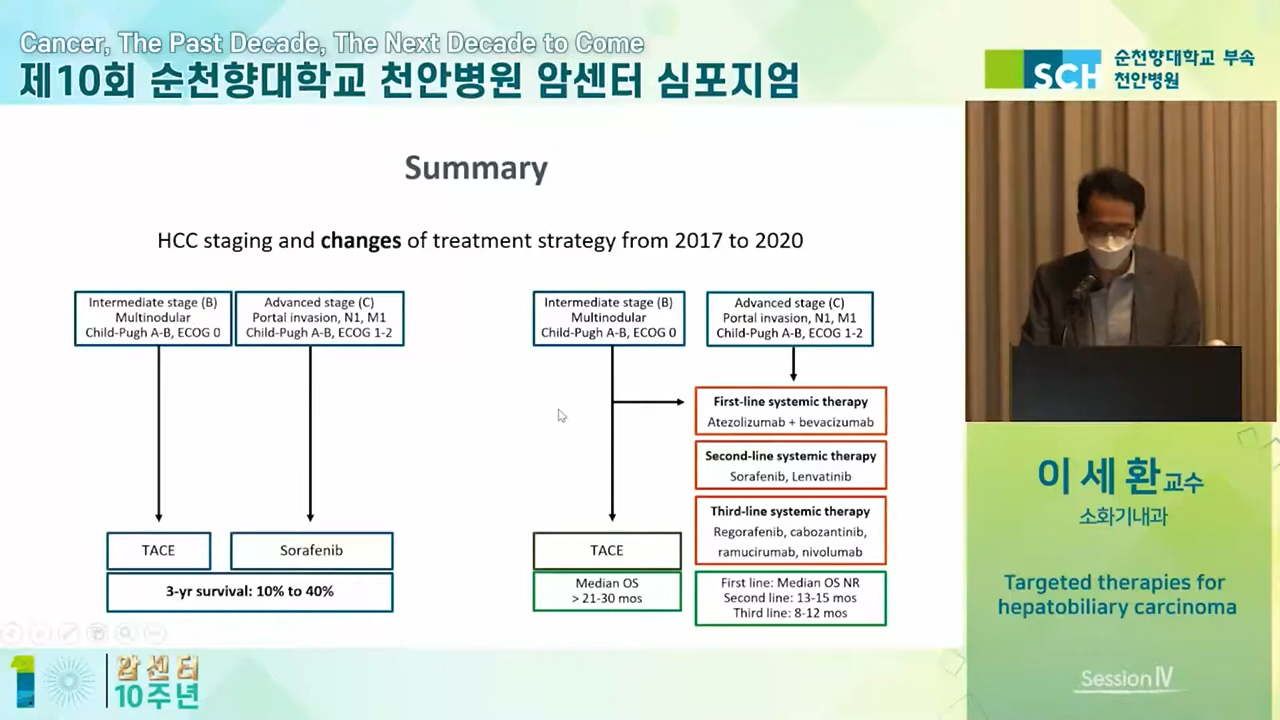 Cancer, The Past Decade, The Next Decade to Come
제10회 순천향대학교 천안병원 암센터 심포지엄
SCH
순천향대학교 부속
천안병원
Summary
HCC staging and changes of treatment strategy from 2017 to 2020
Intermediate stage (B)
Multinodular
Child-Pugh A-B, ECOG 0
Advanced stage (C)
Portal invasion, N1, M1
Child-Pugh A-B, ECOG 1-2
TACE
Sorafenib
3-yr survival: 10% to 40%
Intermediate stage (B)
Multinodular
Child-Pugh A-B, ECOG 0
Advanced stage (C)
Portal invasion, N1, M1
Child-Pugh A-B, ECOG 1-2
First-line systemic therapy
Atezolizumab + bevacizumab
Second-line systemic therapy
Sorafenib, Lenvatinib
Third-line systemic therapy
Regorafenib, cabozantinib,
ramucirumab, nivolumab
TACE
Median OS
> 21-30 mos
First line: Median OS NR
Second line: 13-15 mos
Third line: 8-12 mos
이세환교수
소화기내과
Targeted therapies for
hepatobiliary carcinoma
Session Ⅳ
암센터
10주년